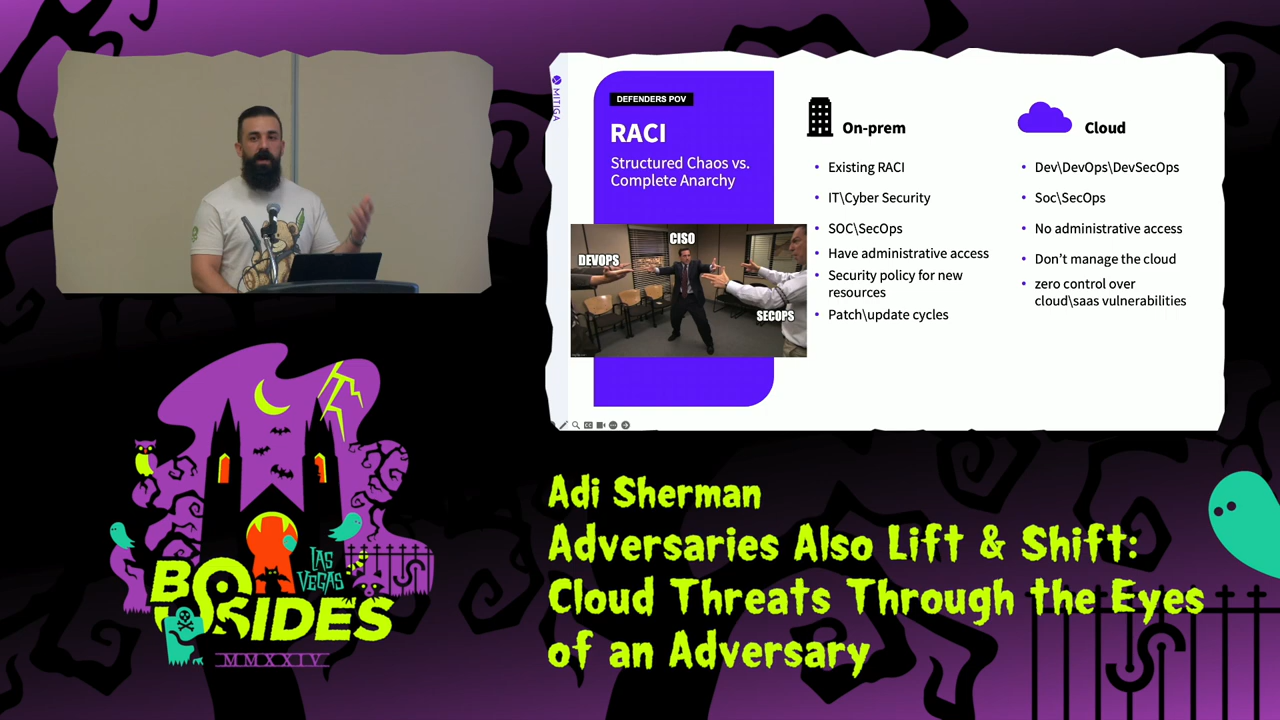 MITIGA
DEFENDERS POV
RACI
Structured Chaos vs.
Complete Anarchy
DEVOPS
CISO
SECOPS
On-prem
Existing RACI
IT\Cyber Security
SOC\SecOps
Have administrative access
Security policy for new
resources
Patch\update cycles
Cloud
Dev\DevOps\DevSecOps
Soc\SecOps
No administrative access
Don't manage the cloud
zero control over
cloud\saas vulnerabilities
LAS
VEGAS
BSIDES
MMXXIV
Adi Sherman
Adversaries Also Lift & Shift:
Cloud Threats Through the Eyes
of an Adversary